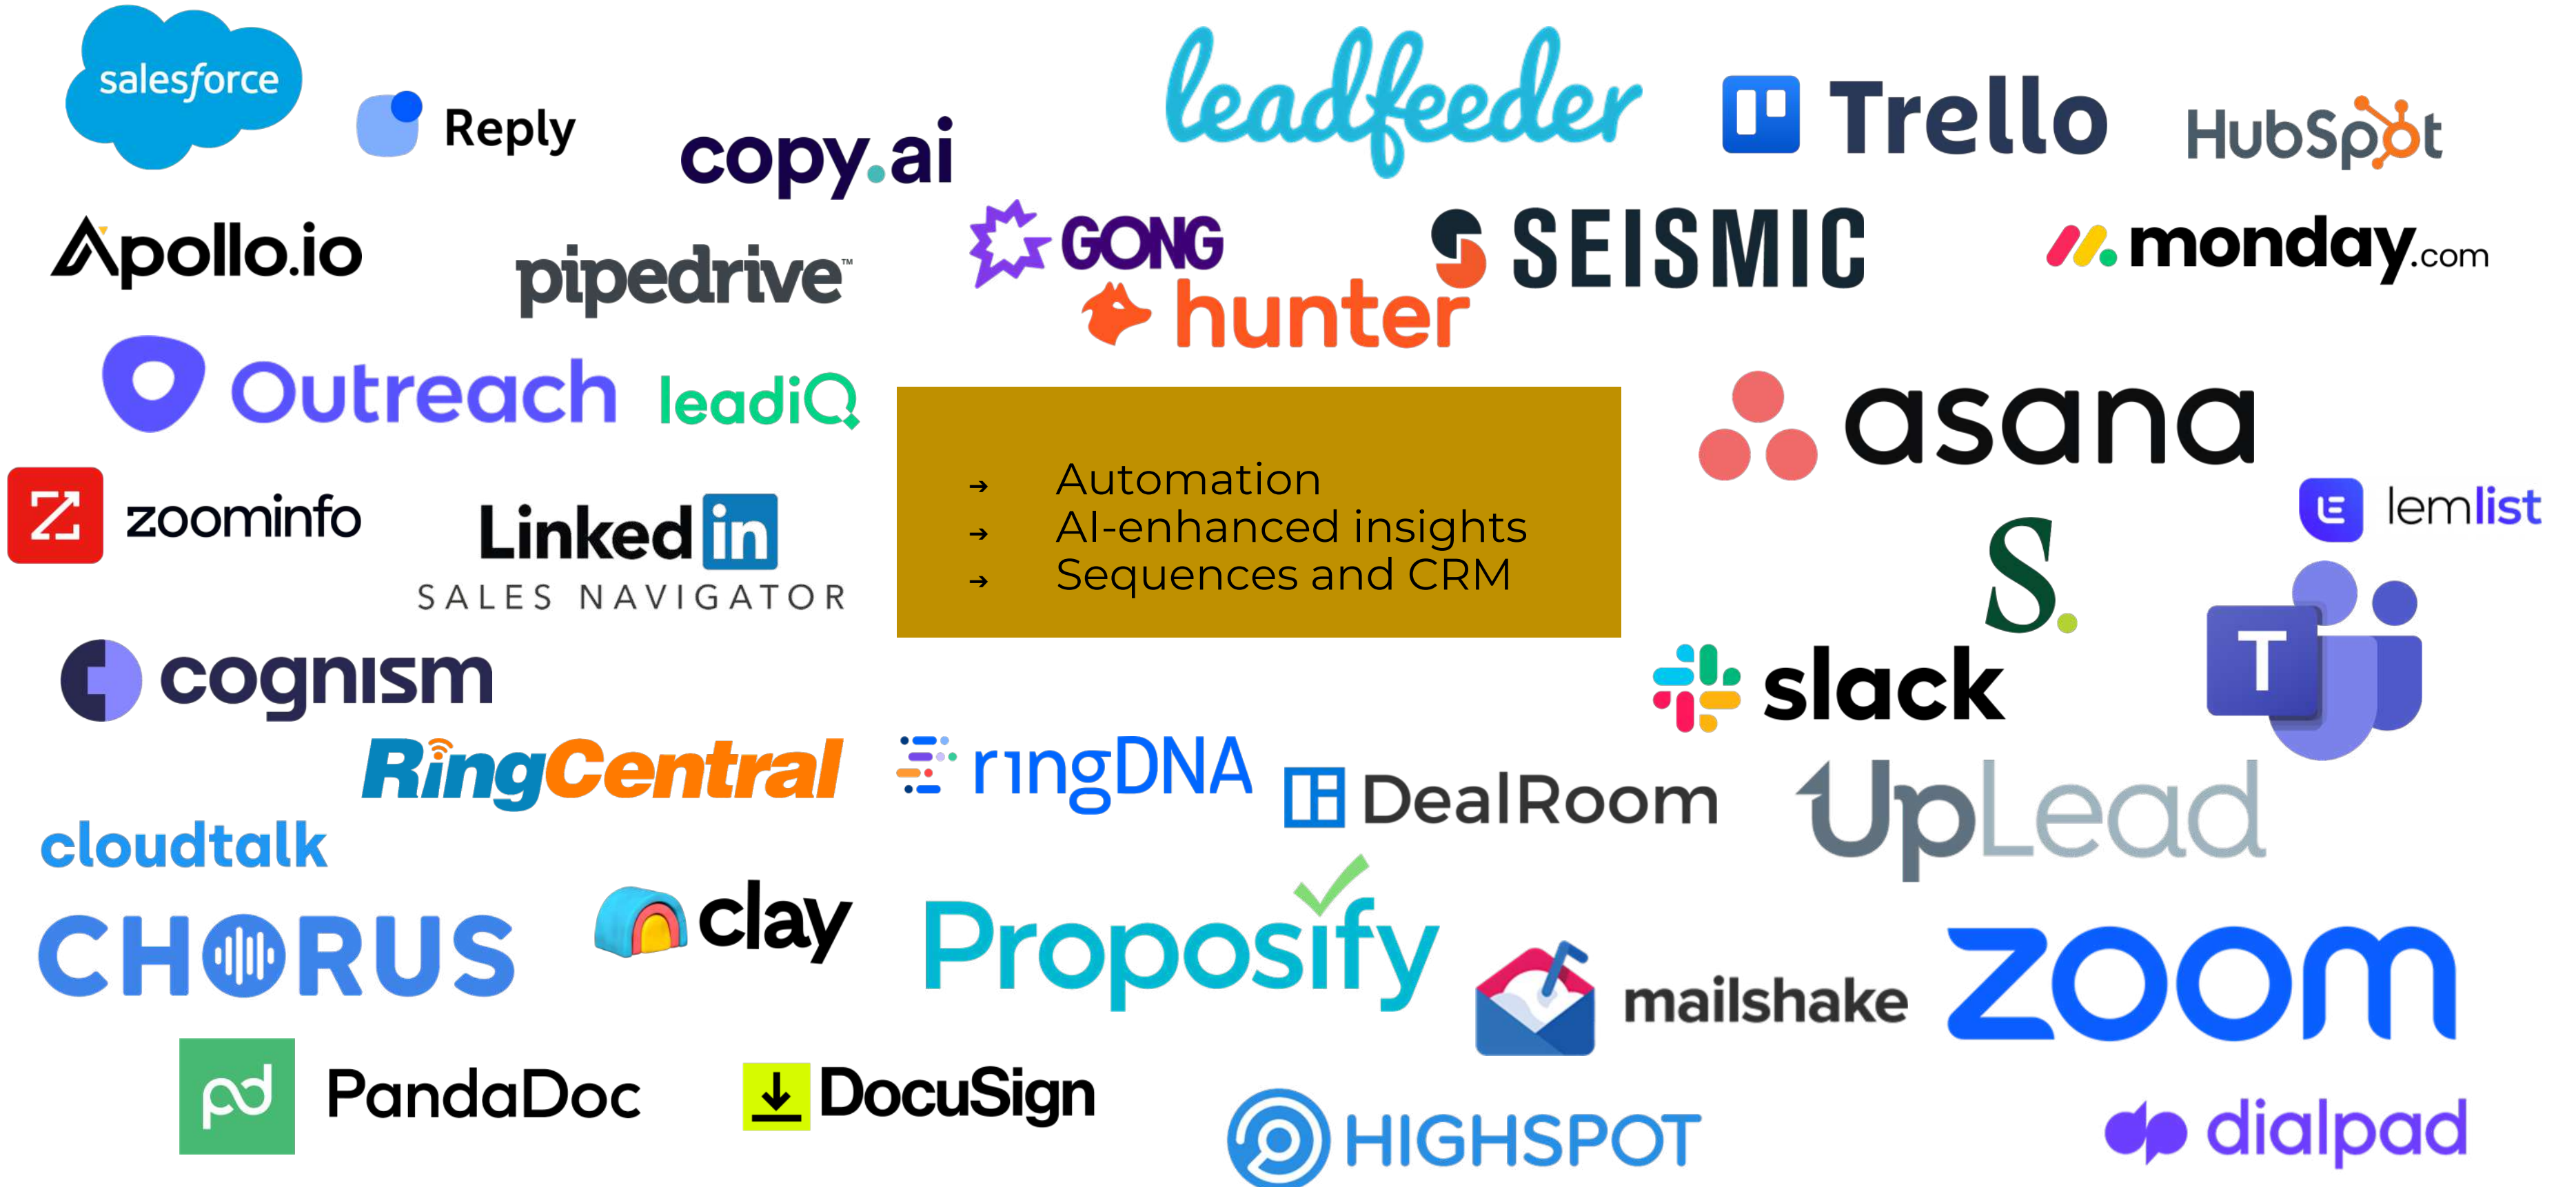 salesforce
Reply
copy.ai
leadfeeder
Trello
HubSpot
Apollo.io
pipedrive™
GONG
SEISMIC
monday.com
hunter
Outreach
leadiQ
asana
→ Automation
→ AI-enhanced insights
→ Sequences and CRM
zoominfo
Linked in
SALES NAVIGATOR
lemlist
S.
T
cognism
slack
RingCentral
ringDNA
DealRoom
UpLead
cloudtalk
CHORUS
clay
Proposify
mailshake
zoom
pd PandaDoc
DocuSign
HIGHSPOT
dialpad